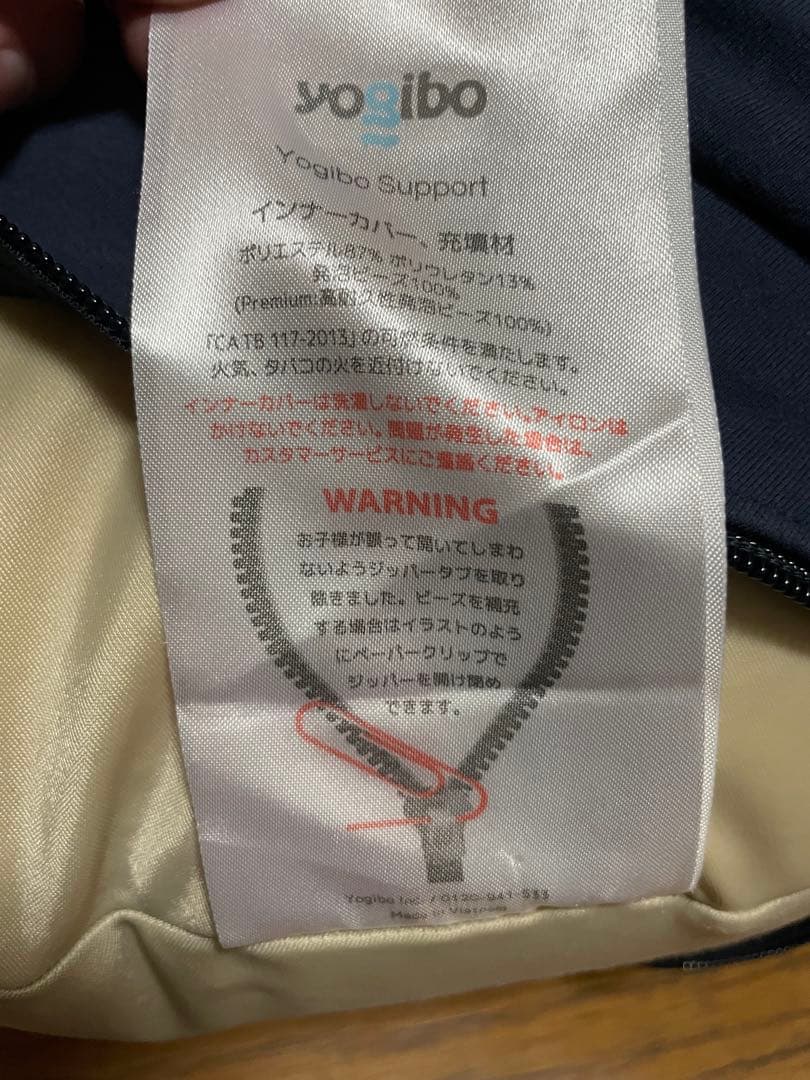 yogibo
Yogibo Support
インナーカバー、充填材
ポリエステル87% ポリウレタン13%
発泡ビーズ100%
(Premium:高耐久性発泡ビーズ100%)
「CA TB 117-2013」の可燃条件を満たします。
火気、タバコの火を近付けないでください。
インナーカバーは洗濯しないでください。アイロンは
かけないでください。問題が発生した場合は、
カスタマーサービスにご連絡ください。
WARNING
お子様が誤って開いてしまわ
ないようジッパータブを取り
除きました。ビーズを補充
する場合はイラストのよう
にペーパークリップで
ジッパーを開け閉め
できます。
Yogibo Inc. / 0120-941-533
Made in Vietnam